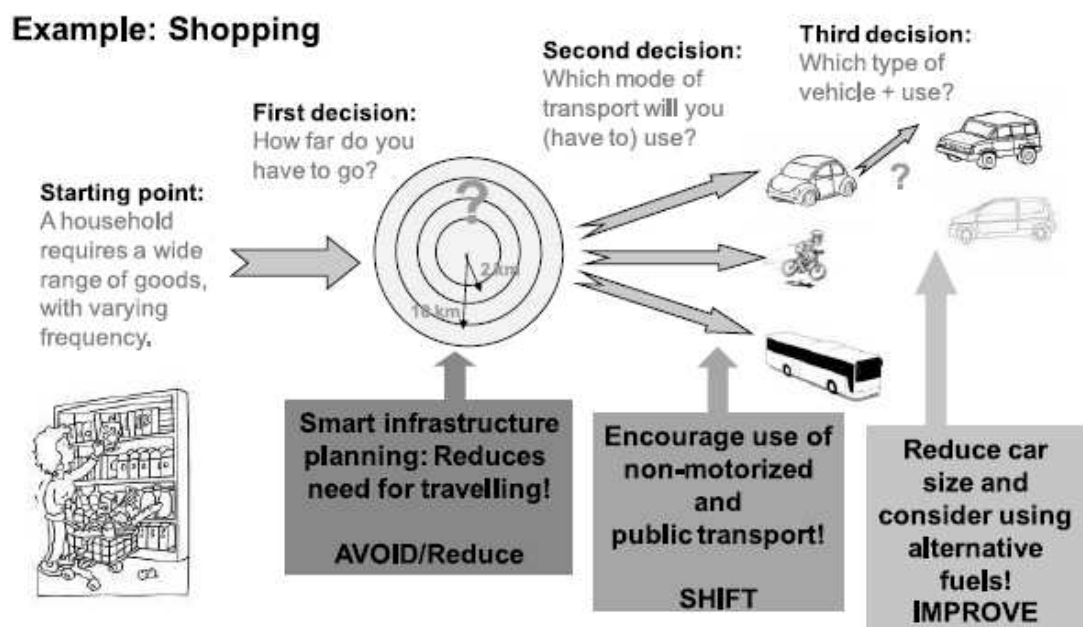 Example: Shopping
Starting point:
A household
requires a wide
range of goods,
with varying
frequency.
First decision:
How far do you
have to go?
?
2 km
18 km
Second decision:
Which mode of
transport will you
(have to) use?
Third decision:
Which type of
vehicle + use?
?
Smart infrastructure
planning: Reduces
need for travelling!
AVOID/Reduce
Encourage use of
non-motorized
and
public transport!
SHIFT
Reduce car
size and
consider using
alternative
fuels!
IMPROVE